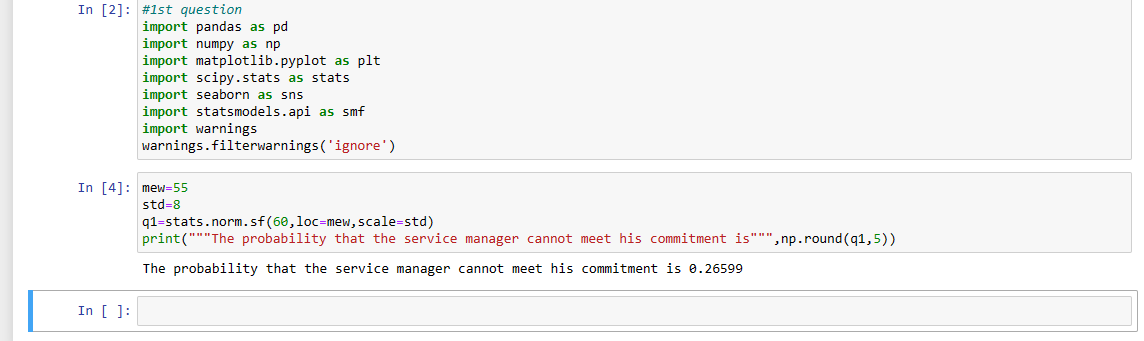 In [2]: #1st question
import pandas as pd
import numpy as np
import matplotlib.pyplot as plt
import scipy.stats as stats
import seaborn as sns
import statsmodels.api as smf
import warnings
warnings.filterwarnings('ignore')
In [4]: mew=55
std=8
q1=stats.norm.sf(60,loc=mew,scale=std)
print("""The probability that the service manager cannot meet his commitment is""",np.round(q1,5))
The probability that the service manager cannot meet his commitment is 0.26599
In [ ]: